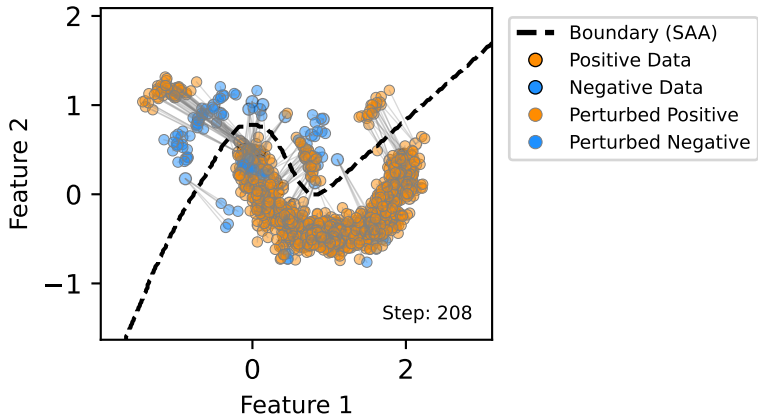 2
1
0
−1
Feature 2
0
2
Feature 1
Step: 208
Boundary (SAA)
Positive Data
Negative Data
Perturbed Positive
Perturbed Negative